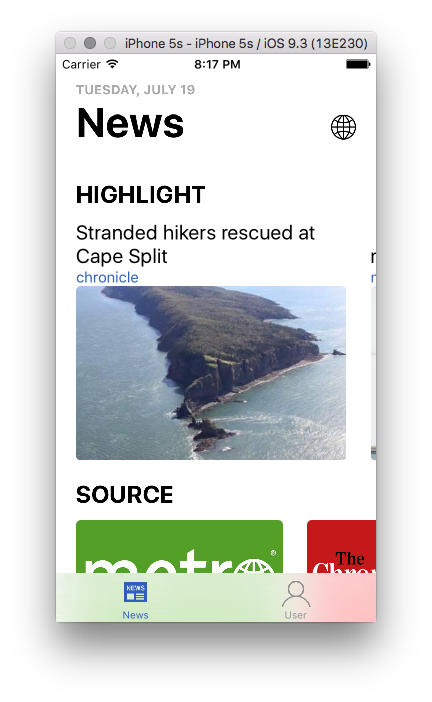 iPhone 5s - iPhone 5s / iOS 9.3 (13E230)
Carrier 8:17 PM
TUESDAY, JULY 19
News
HIGHLIGHT
Stranded hikers rescued at
Cape Split
chronicle
SOURCE
metro
The
NEWS
News
User